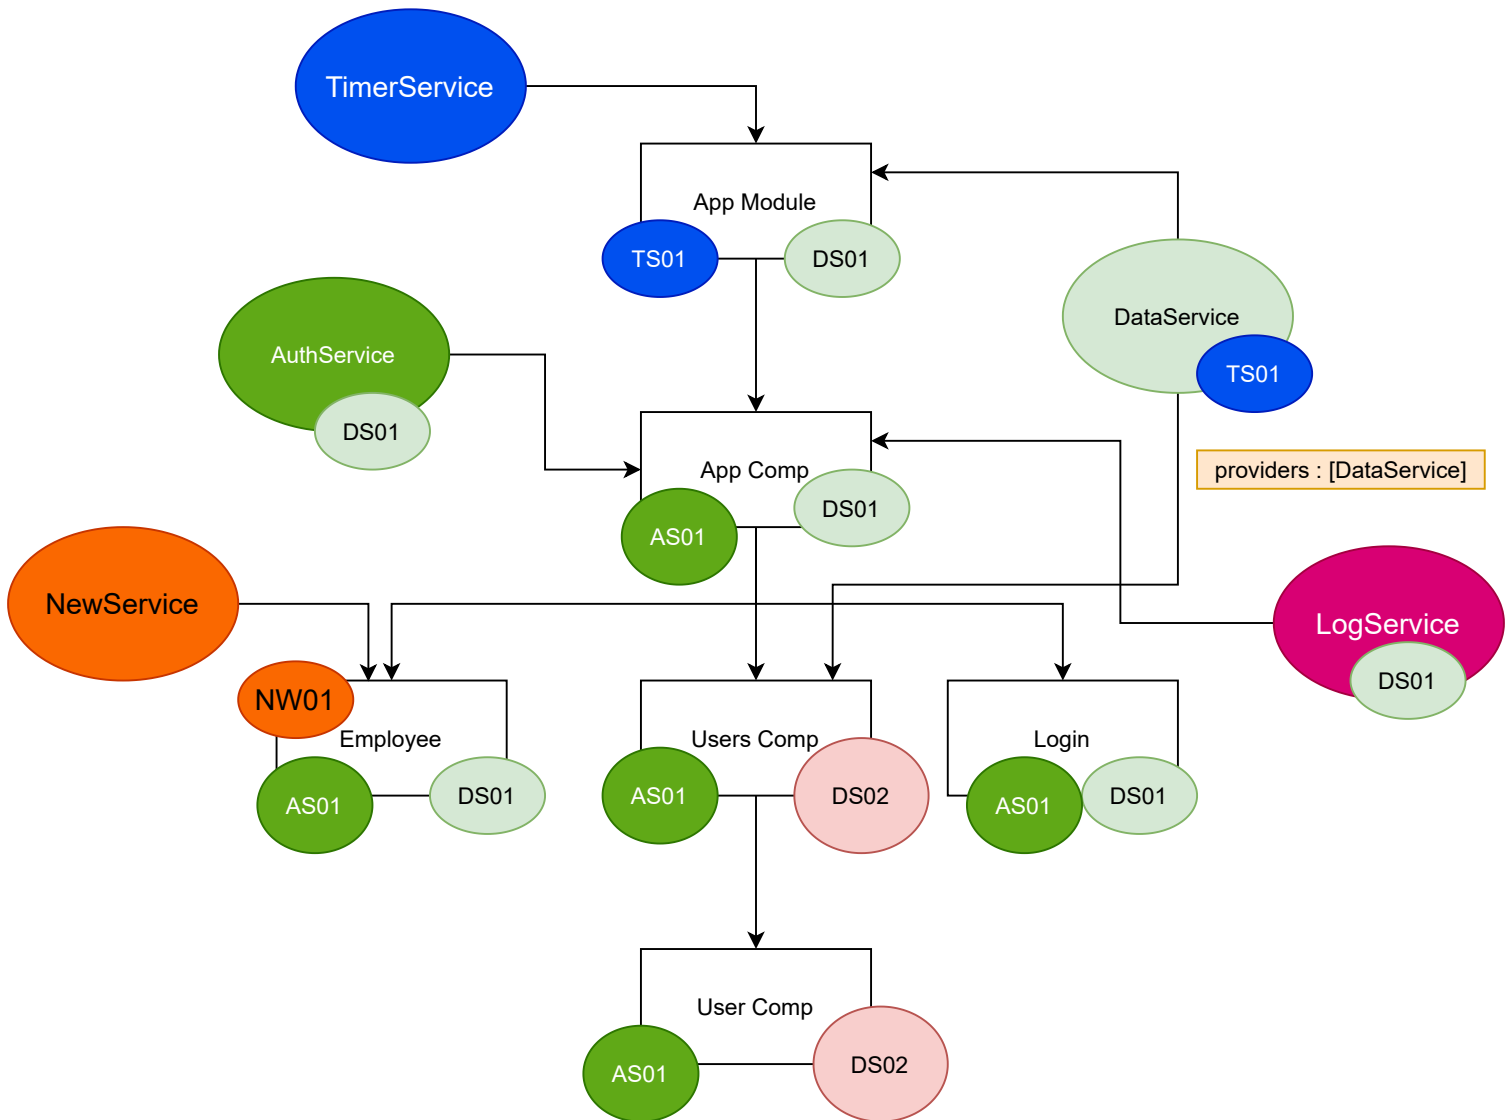 TimerService
App Module
TS01
DS01
DataService
TS01
AuthService
DS01
App Comp
providers : [DataService]
AS01
DS01
NewService
LogService
DS01
NW01
Employee
AS01
DS01
Users Comp
AS01
DS02
Login
AS01
DS01
User Comp
AS01
DS02